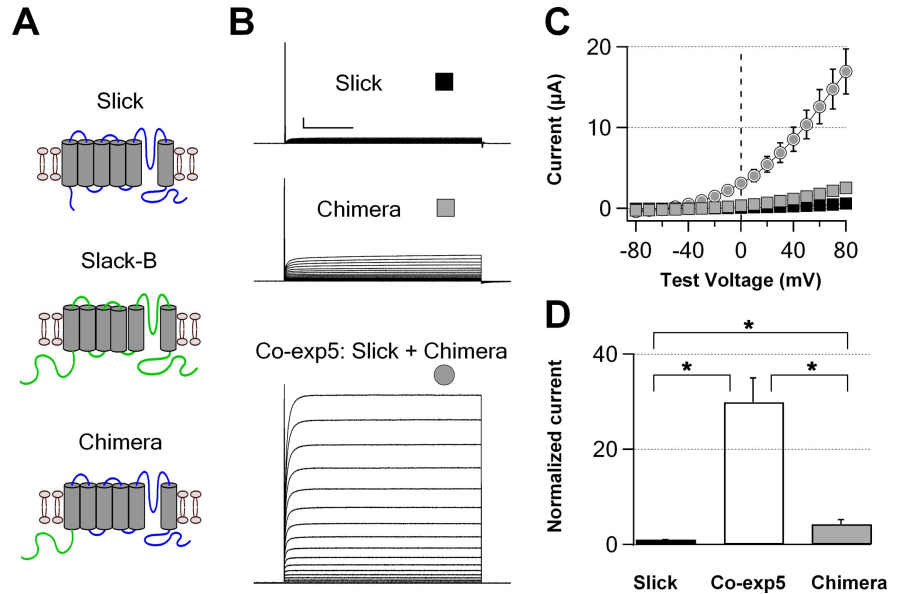 A
Slick
Slack-B
Chimera
B
Slick
Chimera
Co-exp5: Slick + Chimera
C
Current (µA)
20
10
0
-80
-40
0
40
80
Test Voltage (mV)
D
Normalized current
40
20
0
*
*
*
Slick
Co-exp5
Chimera